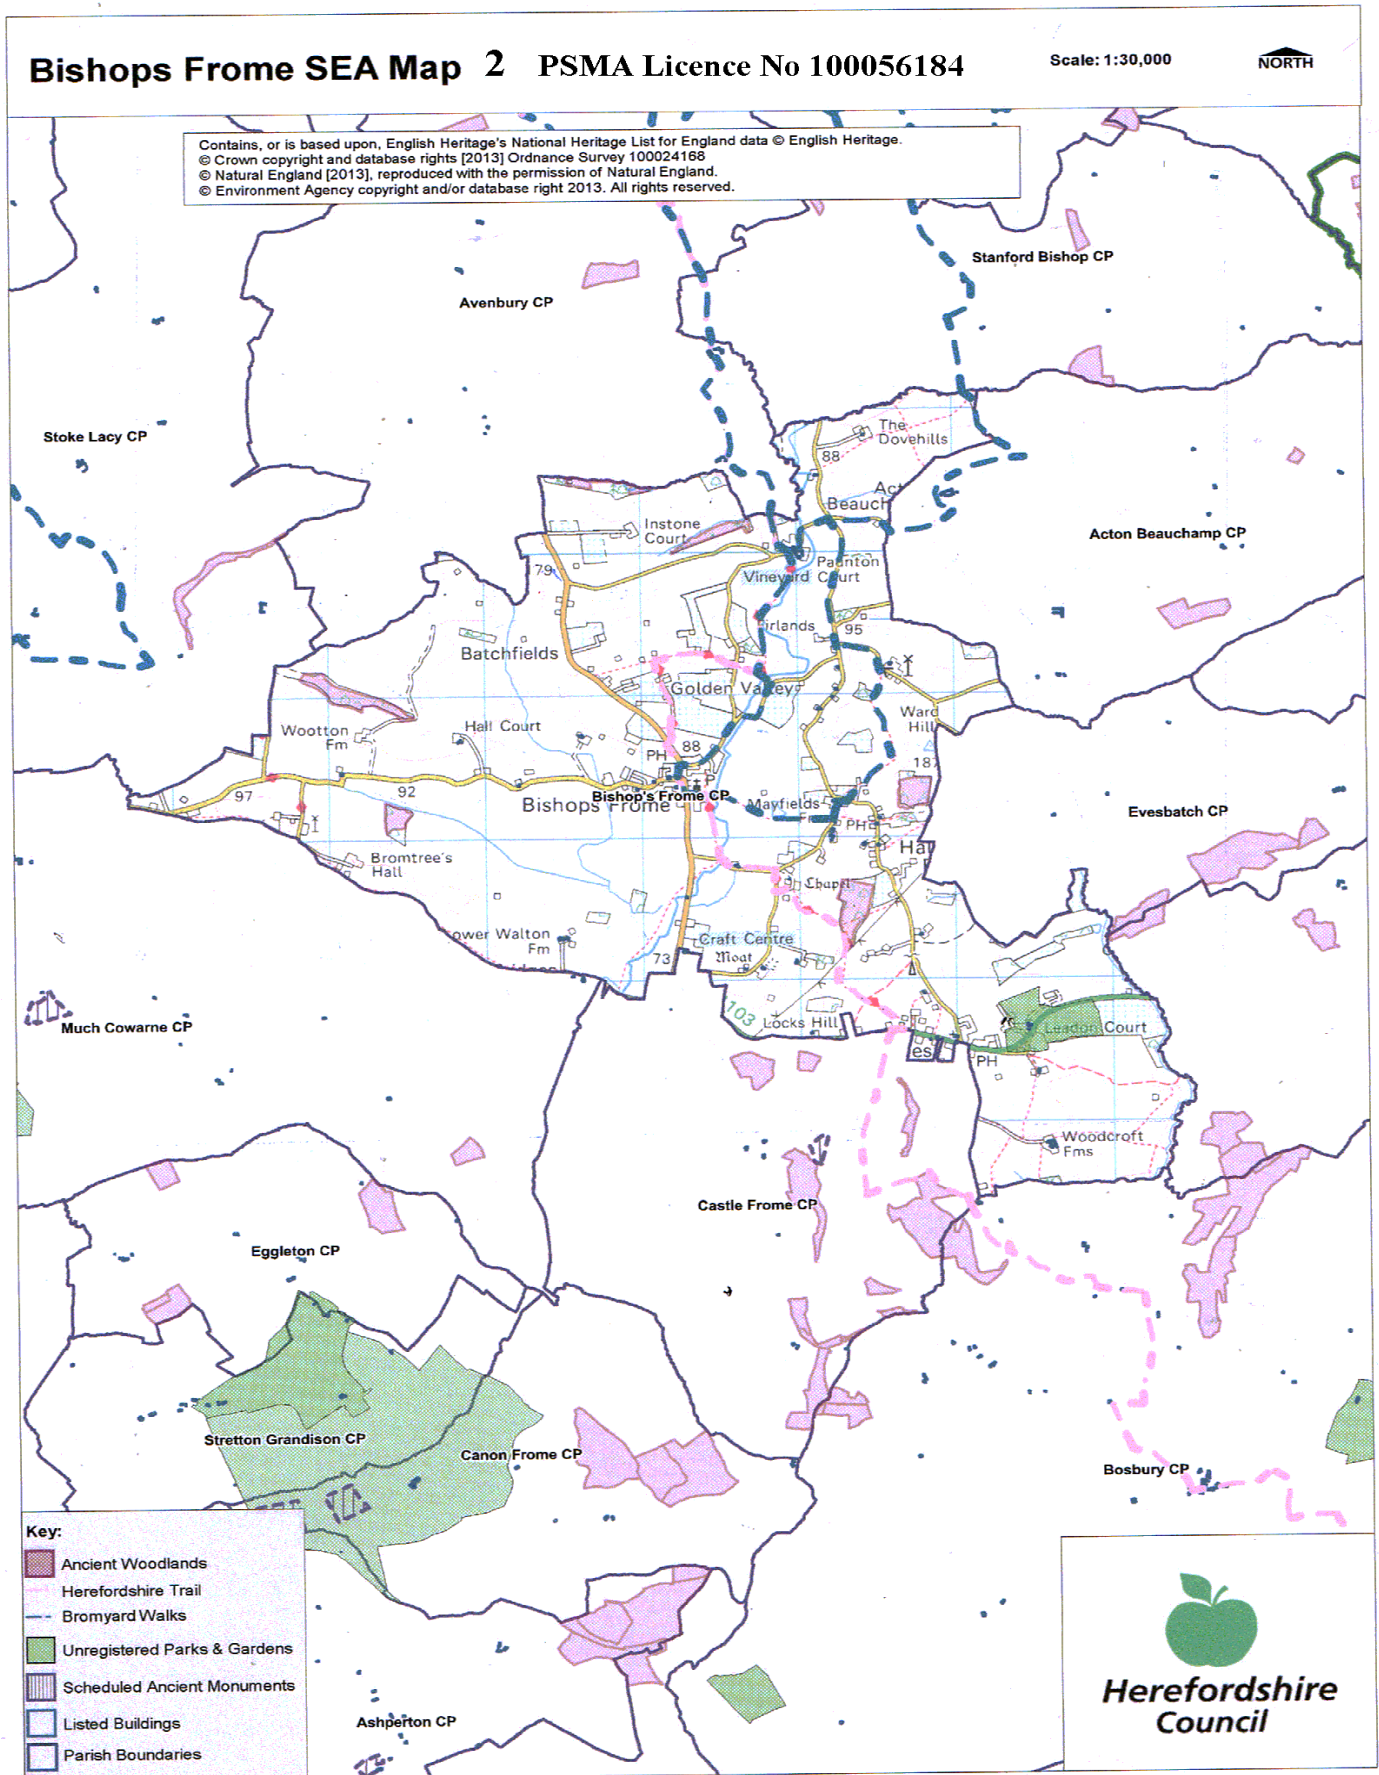 Bishops Frome SEA Map 2 PSMA Licence No 100056184
Scale: 1:30,000
NORTH
Contains, or is based upon, English Heritage's National Heritage List for England data © English Heritage.
© Crown copyright and database rights [2013] Ordnance Survey 100024168
© Natural England [2013], reproduced with the permission of Natural England.
© Environment Agency copyright and/or database right 2013. All rights reserved.
Stanford Bishop CP
Avenbury CP
Stoke Lacy CP
The
Dovehills
88
Act
Beauch
Instone
Court
Acton Beauchamp CP
79
Paunton
Vineyard Court
irlands
95
Batchfields
Golden Valley
Ward
Hill
Hall Court
Wootton
Fm
PH
88
187
P
97
92
Bishop's Frome CP
Bishops Frome
Mayfields
PH
Evesbatch CP
Ha
Bromtree's
Hall
Chapel
ower Walton
Fm
Craft Centre
Moat
73
103
Locks Hill
Much Cowarne CP
Leadon Court
es
PH
Woodcroft
Fms
Castle Frome CP
Eggleton CP
Stretton Grandison CP
Canon Frome CP
Bosbury CP
Key:
Ancient Woodlands
Herefordshire Trail
Bromyard Walks
Unregistered Parks & Gardens
Scheduled Ancient Monuments
Listed Buildings
Parish Boundaries
Ashperton CP
Herefordshire
Council